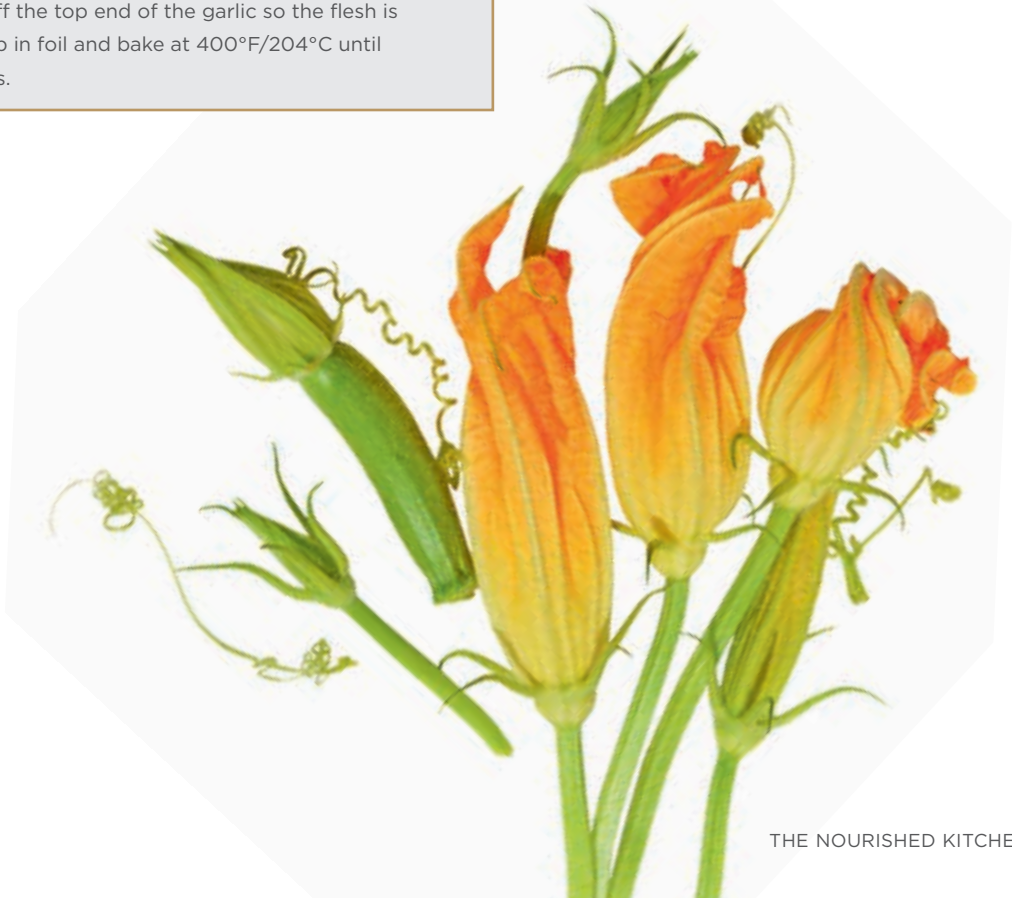 ff the top end of the garlic so the flesh is
p in foil and bake at 400°F/204°C until
s.
THE NOURISHED KITCHE